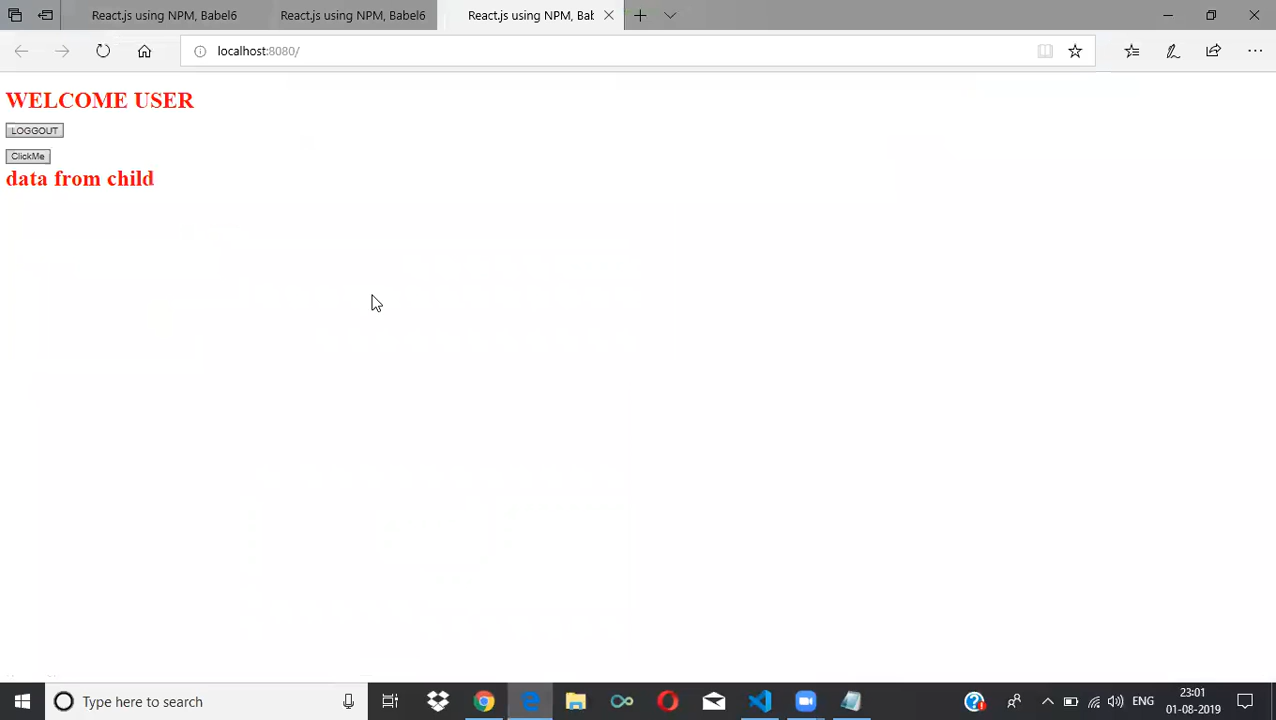 React.js using NPM, Babel6
React.js using NPM, Babel6
React.js using NPM, Bab
localhost:8080/
WELCOME USER
LOGGOUT
ClickMe
data from child
Type here to search
ENG
23:01
01-08-2019